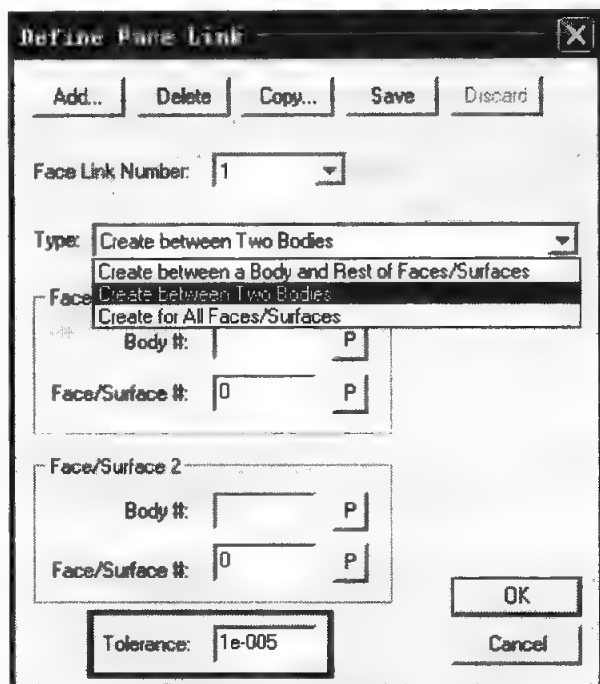 Define Face Link
Add... Delete Copy... Save Discard
Face Link Number: 1
Type: Create between Two Bodies
Create between a Body and Rest of Faces/Surfaces
Create between Two Bodies
Create for All Faces/Surfaces
Face
Body #: P
Face/Surface #: 0 P
Face/Surface 2
Body #: P
Face/Surface #: 0 P
OK
Tolerance: 1e-005
Cancel